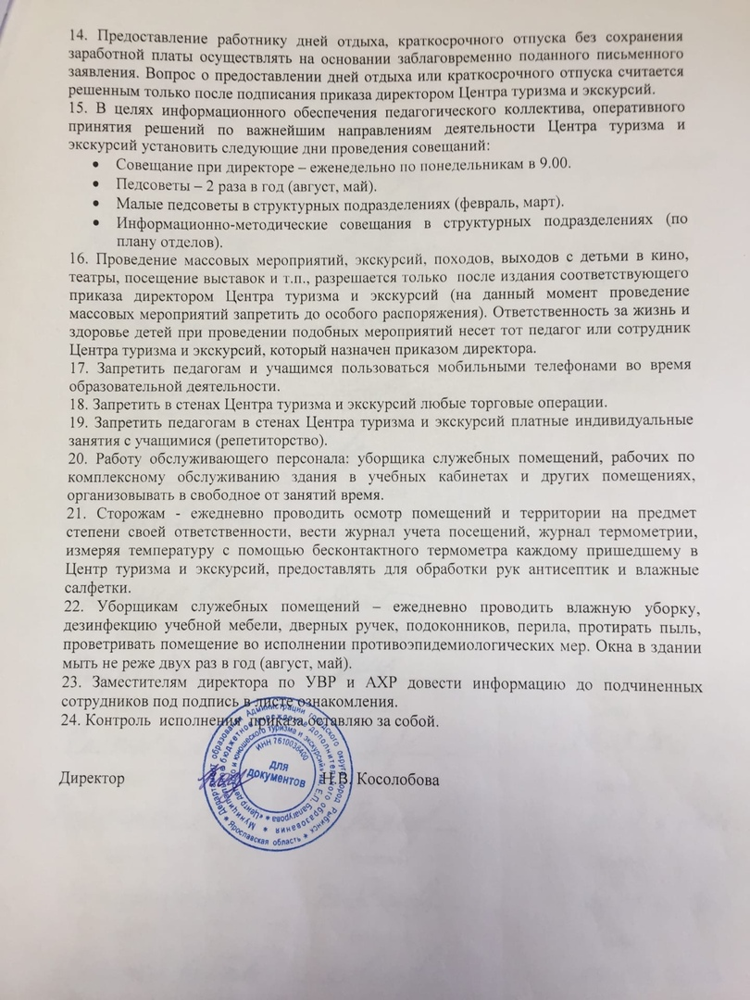 14. Предоставление работнику дней отдыха, краткосрочного отпуска без сохранения
заработной платы осуществлять на основании заблаговременно поданного письменного
заявления. Вопрос о предоставлении дней отдыха или краткосрочного отпуска считается
решенным только после подписания приказа директором Центра туризма и экскурсий.
15. В целях информационного обеспечения педагогического коллектива, оперативного
принятия решений по важнейшим направлениям деятельности Центра туризма и
экскурсий установить следующие дни проведения совещаний:
• Совещание при директоре – еженедельно по понедельникам в 9.00.
• Педсоветы – 2 раза в год (август, май).
• Малые педсоветы в структурных подразделениях (февраль, март).
• Информационно-методические совещания в структурных подразделениях (по
плану отделов).
16. Проведение массовых мероприятий, экскурсий, походов, выходов с детьми в кино,
театры, посещение выставок и т.п., разрешается только после издания соответствующего
приказа директором Центра туризма и экскурсий (на данный момент проведение
массовых мероприятий запретить до особого распоряжения). Ответственность за жизнь и
здоровье детей при проведении подобных мероприятий несет тот педагог или сотрудник
Центра туризма и экскурсий, который назначен приказом директора.
17. Запретить педагогам и учащимся пользоваться мобильными телефонами во время
образовательной деятельности.
18. Запретить в стенах Центра туризма и экскурсий любые торговые операции.
19. Запретить педагогам в стенах Центра туризма и экскурсий платные индивидуальные
занятия с учащимися (репетиторство).
20. Работу обслуживающего персонала: уборщика служебных помещений, рабочих по
комплексному обслуживанию здания в учебных кабинетах и других помещениях,
организовывать в свободное от занятий время.
21. Сторожам - ежедневно проводить осмотр помещений и территории на предмет
степени своей ответственности, вести журнал учета посещений, журнал термометрии,
измеряя температуру с помощью бесконтактного термометра каждому пришедшему в
Центр туризма и экскурсий, предоставлять для обработки рук антисептик и влажные
салфетки.
22. Уборщикам служебных помещений – ежедневно проводить влажную уборку,
дезинфекцию учебной мебели, дверных ручек, подоконников, перила, протирать пыль,
проветривать помещение во исполнении противоэпидемиологических мер. Окна в здании
мыть не реже двух раз в год (август, май).
23. Заместителям директора по УВР и АХР довести информацию до подчиненных
сотрудников под подпись в листе ознакомления.
24. Контроль исполнения приказа оставляю за собой.
Директор Н.В. Косолобова
ИНН 7610038400
Для
документов
Ярославская область